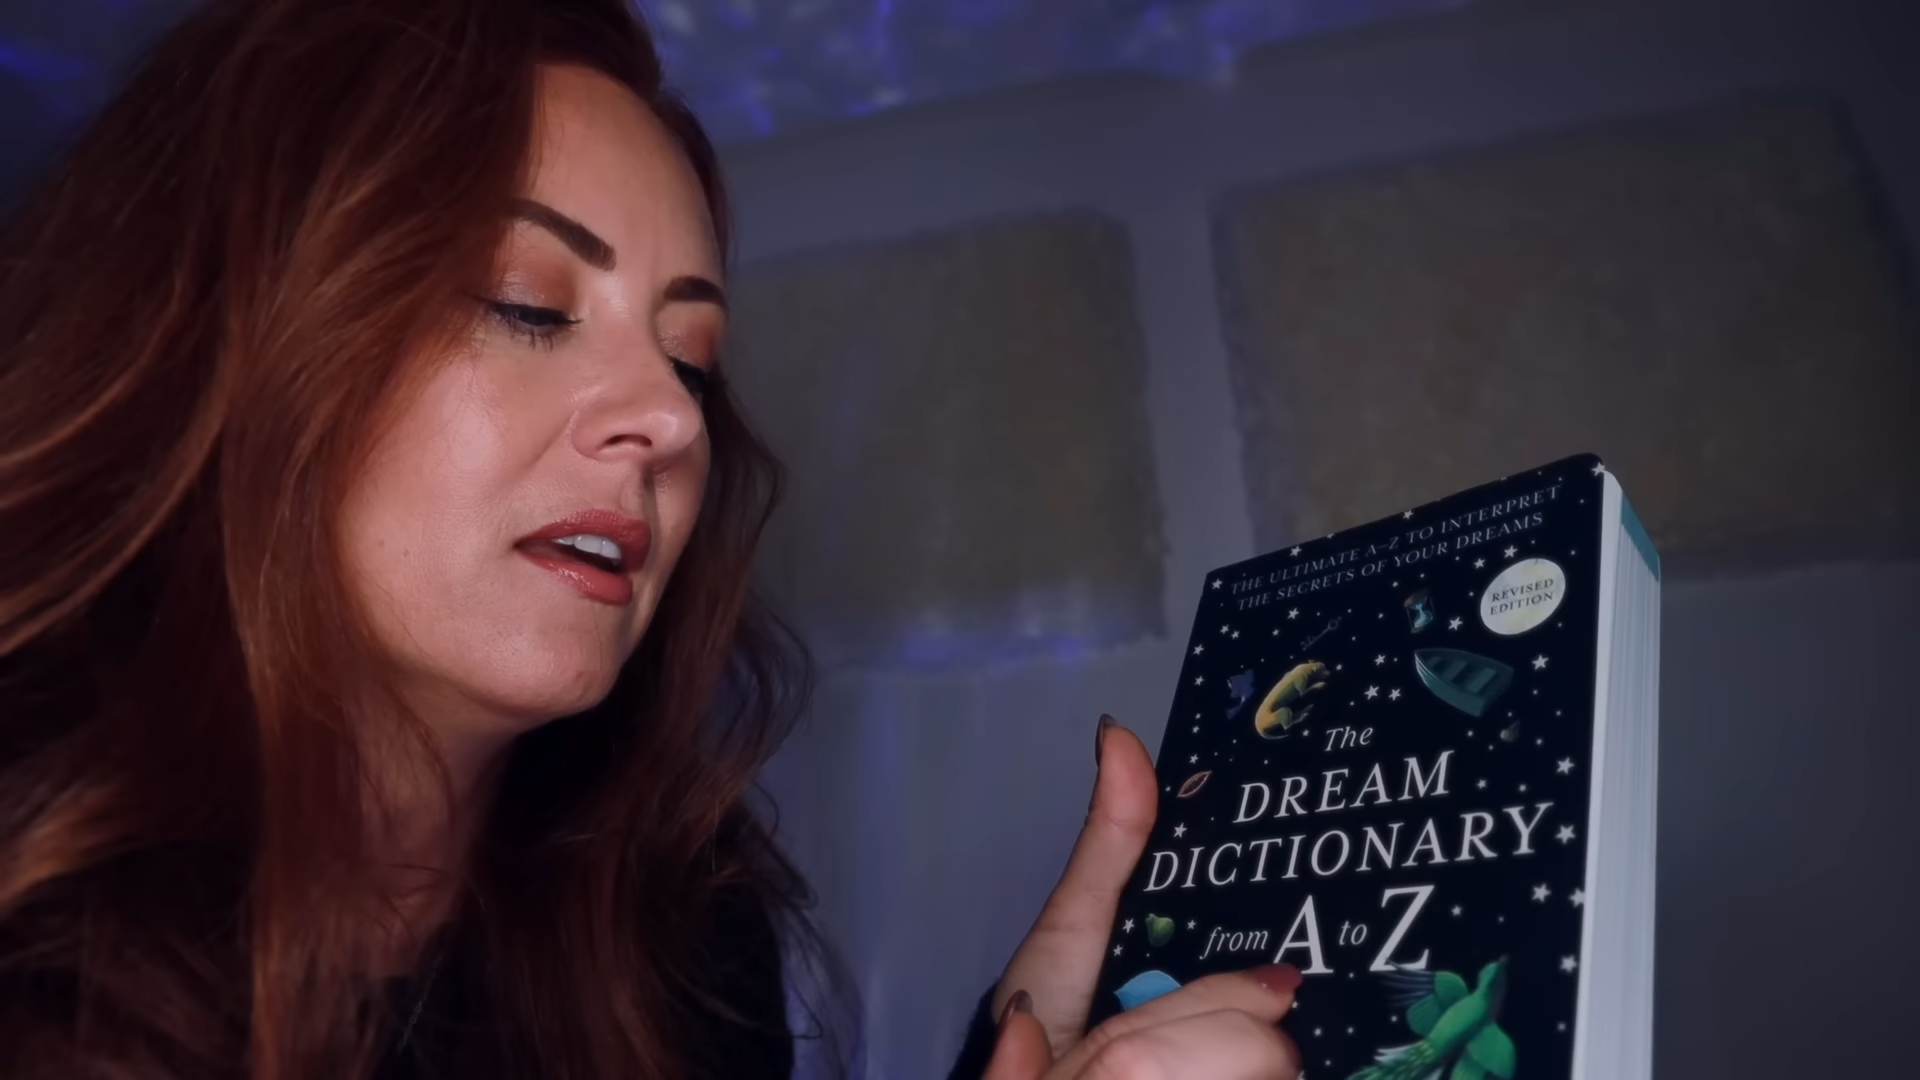 THE ULTIMATE A–Z TO INTERPRET
THE SECRETS OF YOUR DREAMS
REVISED
EDITION
The
DREAM
DICTIONARY
from A to Z